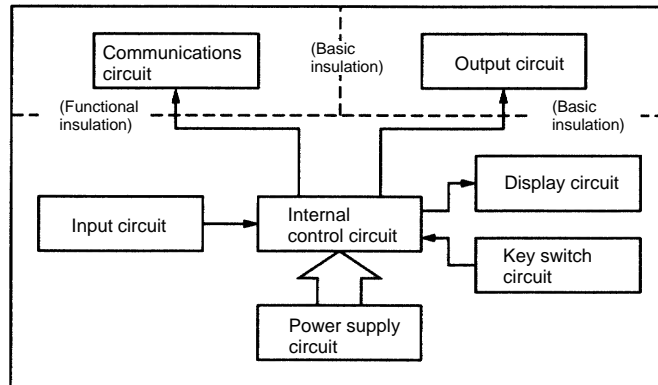 Communications
circuit
(Basic
insulation)
Output circuit
(Functional
insulation)
(Basic
insulation)
Input circuit
Internal
control circuit
Display circuit
Key switch
circuit
Power supply
circuit